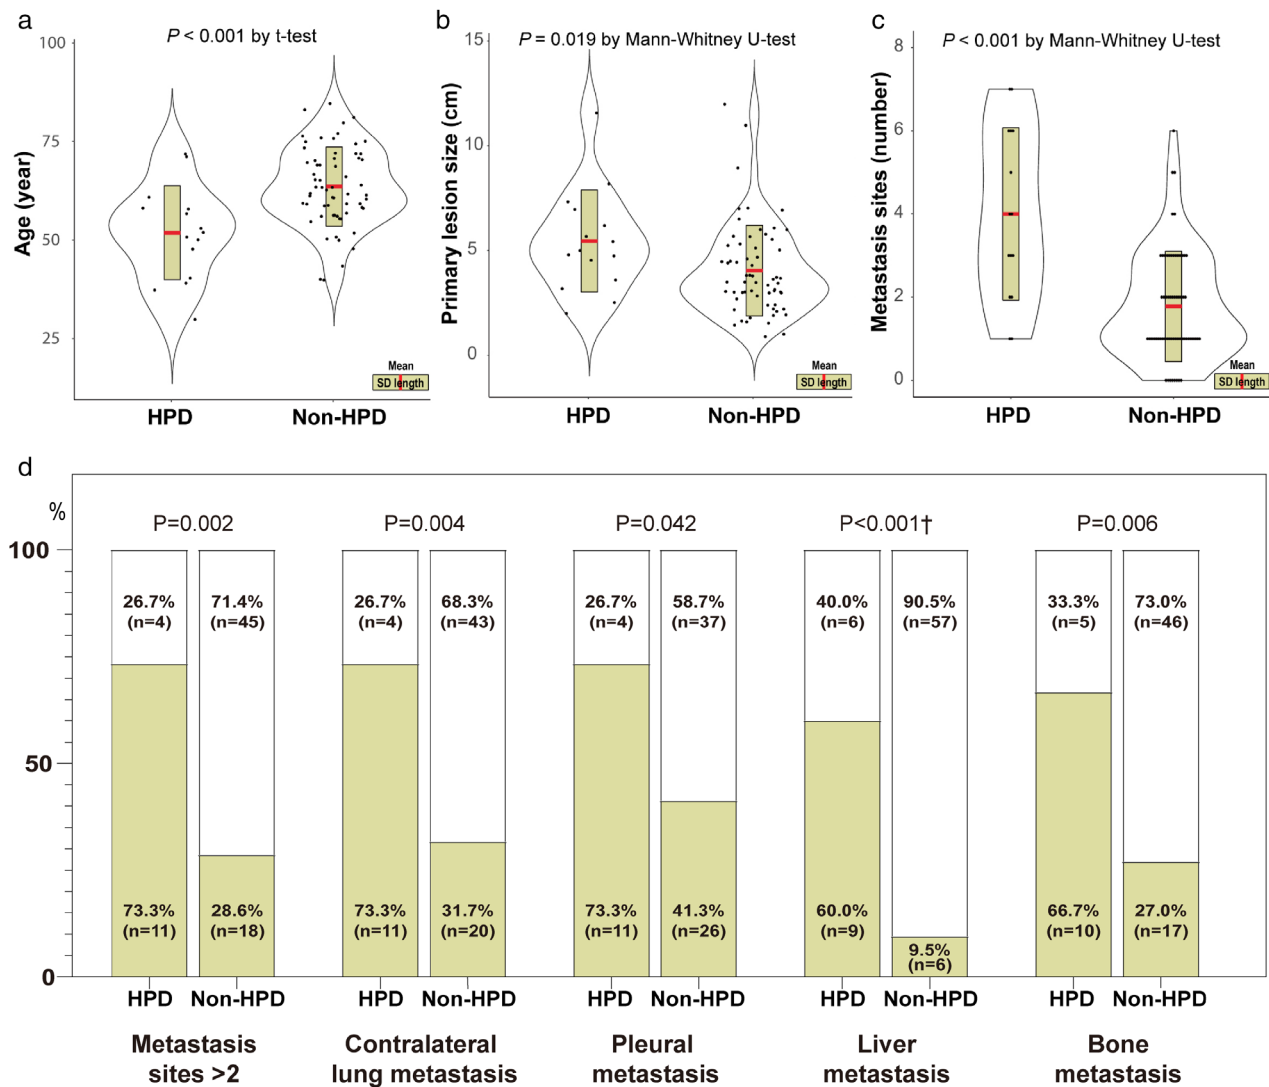 a
P < 0.001 by t-test
100
75
50
25
Age (year)
Mean
SD length
HPD
Non-HPD
b
P = 0.019 by Mann-Whitney U-test
15
10
5
0
Primary lesion size (cm)
Mean
SD length
HPD
Non-HPD
c
P < 0.001 by Mann-Whitney U-test
8
6
4
2
0
Metastasis sites (number)
Mean
SD length
HPD
Non-HPD
d
%
100
50
0
P=0.002
26.7%
(n=4)
71.4%
(n=45)
73.3%
(n=11)
28.6%
(n=18)
HPD
Non-HPD
Metastasis
sites >2
P=0.004
26.7%
(n=4)
68.3%
(n=43)
73.3%
(n=11)
31.7%
(n=20)
HPD
Non-HPD
Contralateral
lung metastasis
P=0.042
26.7%
(n=4)
58.7%
(n=37)
73.3%
(n=11)
41.3%
(n=26)
HPD
Non-HPD
Pleural
metastasis
P<0.001†
40.0%
(n=6)
90.5%
(n=57)
60.0%
(n=9)
9.5%
(n=6)
HPD
Non-HPD
Liver
metastasis
P=0.006
33.3%
(n=5)
73.0%
(n=46)
66.7%
(n=10)
27.0%
(n=17)
HPD
Non-HPD
Bone
metastasis